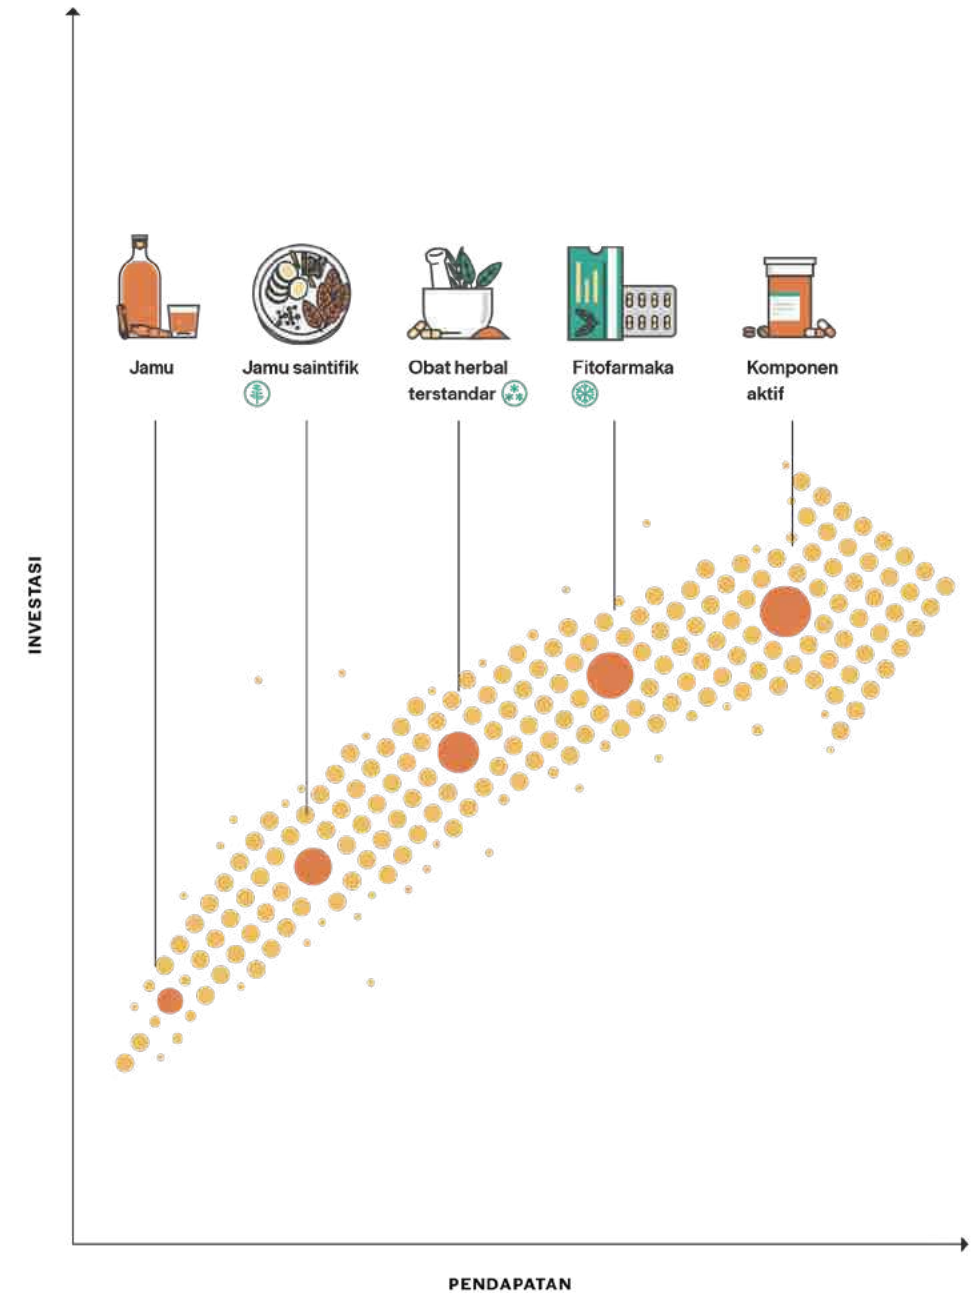 Jamu
Jamu saintifik
Obat herbal
terstandar
Fitofarmaka
Komponen
aktif
INVESTASI
PENDAPATAN